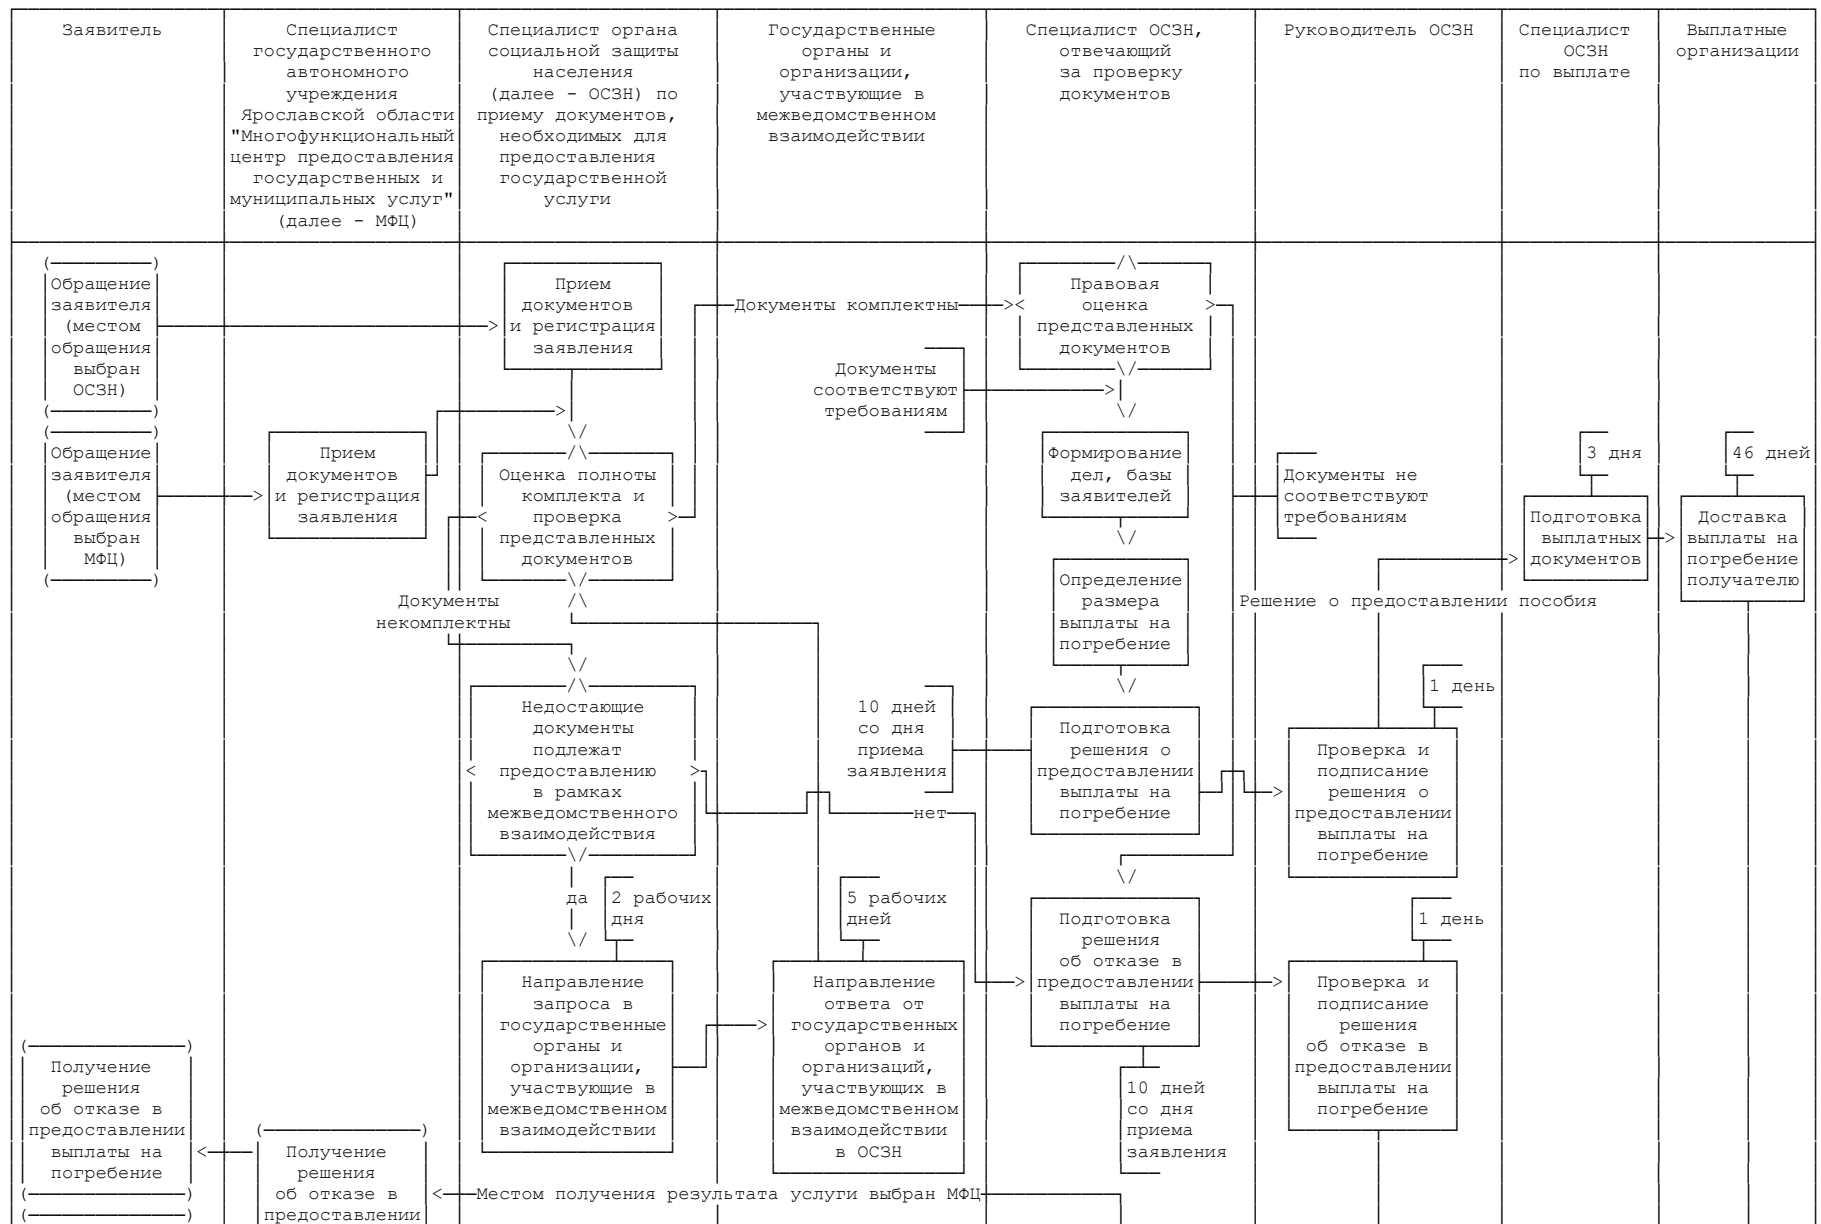 Заявитель
Специалист
государственного
автономного
учреждения
Ярославской области
"Многофункциональный
центр предоставления
государственных и
муниципальных услуг"
(далее - МФЦ)
Специалист органа
социальной защиты
населения
(далее - ОСЗН) по
приему документов,
необходимых для
предоставления
государственной
услуги
Государственные
органы и
организации,
участвующие в
межведомственном
взаимодействии
Специалист ОСЗН,
отвечающий
за проверку
документов
Руководитель ОСЗН
Специалист
ОСЗН
по выплате
Выплатные
организации
Обращение
заявителя
(местом
обращения
выбран
ОСЗН)
Прием
документов
и регистрация
заявления
Документы комплектны
Правовая
оценка
представленных
документов
Документы
соответствуют
требованиям
Обращение
заявителя
(местом
обращения
выбран
МФЦ)
Прием
документов
и регистрация
заявления
Оценка полноты
комплекта и
проверка
представленных
документов
Формирование
дел, базы
заявителей
Документы не
соответствуют
требованиям
3 дня
Подготовка
выплатных
документов
46 дней
Доставка
выплаты на
погребение
получателю
Документы
некомплектны
Определение
размера
выплаты на
погребение
Решение о предоставлении пособия
Недостающие
документы
подлежат
предоставлению
в рамках
межведомственного
взаимодействия
10 дней
со дня
приема
заявления
нет
Подготовка
решения о
предоставлении
выплаты на
погребение
1 день
Проверка и
подписание
решения о
предоставлении
выплаты на
погребение
да
2 рабочих
дня
5 рабочих
дней
Подготовка
решения
об отказе в
предоставлении
выплаты на
погребение
1 день
Направление
запроса в
государственные
органы и
организации,
участвующие в
межведомственном
взаимодействии
Направление
ответа от
государственных
органов и
организаций,
участвующих в
межведомственном
взаимодействии
в ОСЗН
Проверка и
подписание
решения
об отказе в
предоставлении
выплаты на
погребение
10 дней
со дня
приема
заявления
Получение
решения
об отказе в
предоставлении
выплаты на
погребение
Получение
решения
об отказе в
предоставлении
Местом получения результата услуги выбран МФЦ